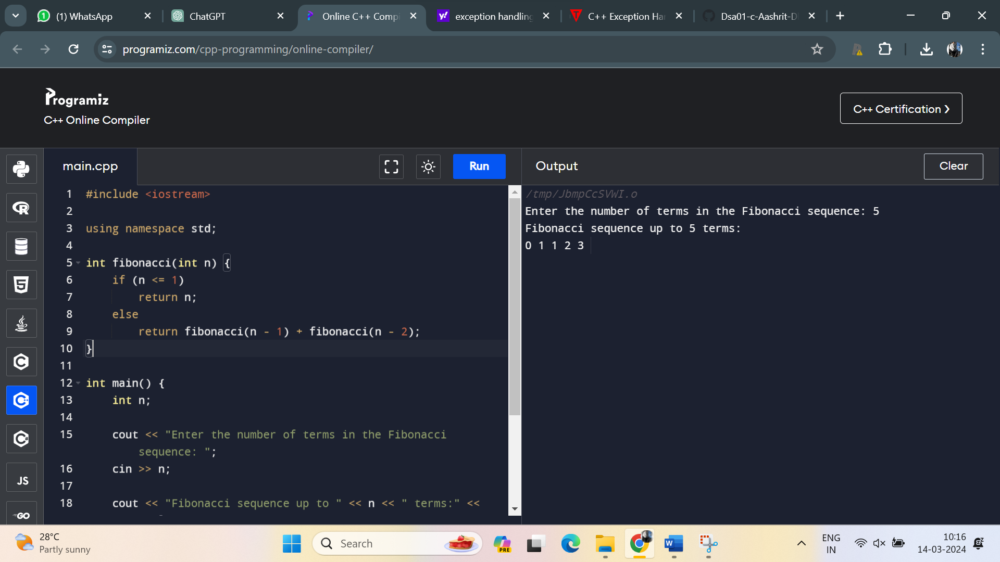 (1) WhatsApp
ChatGPT
Online C++ Compi
exception handling
C++ Exception Ha
Dsa01-c-Aashrit-D
programiz.com/cpp-programming/online-compiler/
Programiz
C++ Online Compiler
C++ Certification ❯
main.cpp
Run
Output
Clear
1 #include <iostream>
2
3 using namespace std;
4
5 int fibonacci(int n) {
6 if (n <= 1)
7 return n;
8 else
9 return fibonacci(n - 1) + fibonacci(n - 2);
10 }
11
12 int main() {
13 int n;
14
15 cout << "Enter the number of terms in the Fibonacci
sequence: ";
16 cin >> n;
17
18 cout << "Fibonacci sequence up to " << n << " terms:" <<
/tmp/JbmpCcSVWI.o
Enter the number of terms in the Fibonacci sequence: 5
Fibonacci sequence up to 5 terms:
0 1 1 2 3
JS
GO
28°C
Partly sunny
Search
PRE
W
ENG
IN
10:16
14-03-2024